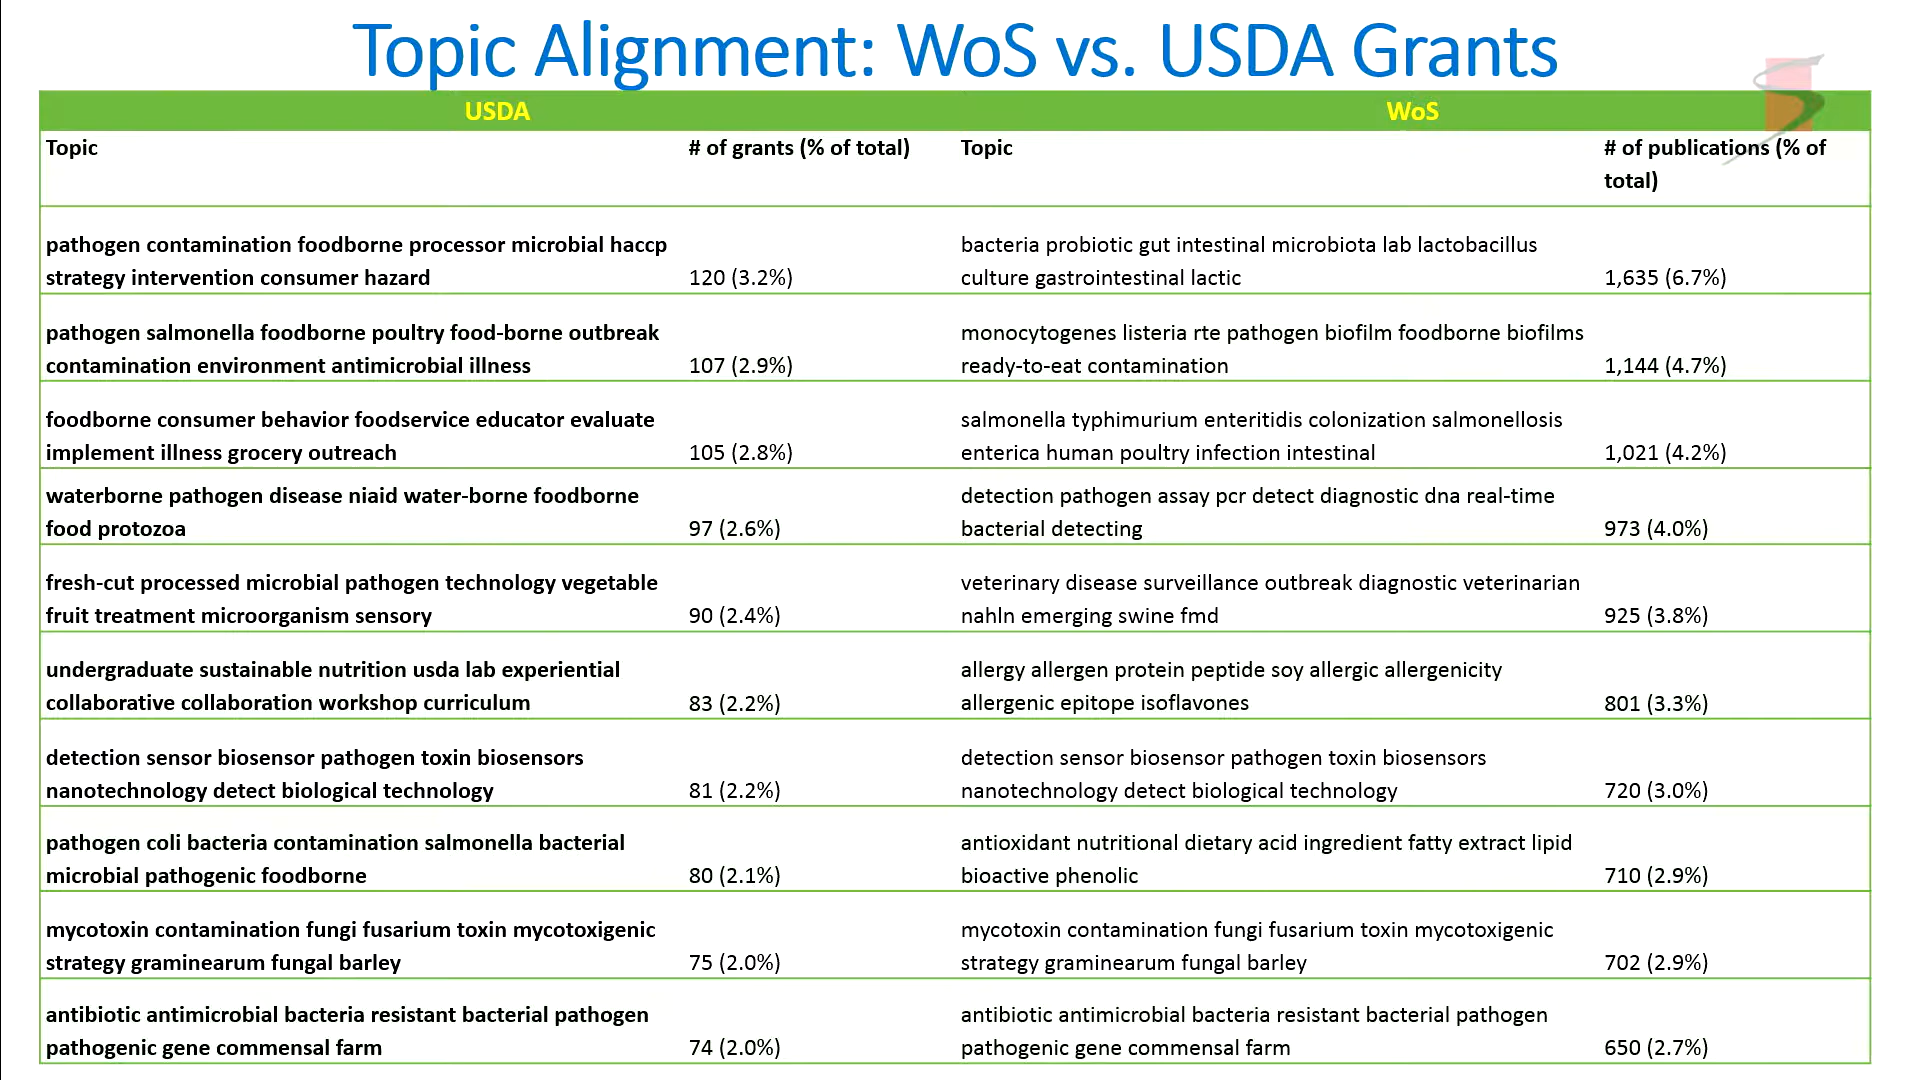 Topic Alignment: WoS vs. USDA Grants
USDA
WoS
Topic
# of grants (% of total)
Topic
# of publications (% of
total)
pathogen contamination foodborne processor microbial haccp
strategy intervention consumer hazard
120 (3.2%)
bacteria probiotic gut intestinal microbiota lab lactobacillus
culture gastrointestinal lactic
1,635 (6.7%)
pathogen salmonella foodborne poultry food-borne outbreak
contamination environment antimicrobial illness
107 (2.9%)
monocytogenes listeria rte pathogen biofilm foodborne biofilms
ready-to-eat contamination
1,144 (4.7%)
foodborne consumer behavior foodservice educator evaluate
implement illness grocery outreach
105 (2.8%)
salmonella typhimurium enteritidis colonization salmonellosis
enterica human poultry infection intestinal
1,021 (4.2%)
waterborne pathogen disease niaid water-borne foodborne
food protozoa
97 (2.6%)
detection pathogen assay pcr detect diagnostic dna real-time
bacterial detecting
973 (4.0%)
fresh-cut processed microbial pathogen technology vegetable
fruit treatment microorganism sensory
90 (2.4%)
veterinary disease surveillance outbreak diagnostic veterinarian
nahln emerging swine fmd
925 (3.8%)
undergraduate sustainable nutrition usda lab experiential
collaborative collaboration workshop curriculum
83 (2.2%)
allergy allergen protein peptide soy allergic allergenicity
allergenic epitope isoflavones
801 (3.3%)
detection sensor biosensor pathogen toxin biosensors
nanotechnology detect biological technology
81 (2.2%)
detection sensor biosensor pathogen toxin biosensors
nanotechnology detect biological technology
720 (3.0%)
pathogen coli bacteria contamination salmonella bacterial
microbial pathogenic foodborne
80 (2.1%)
antioxidant nutritional dietary acid ingredient fatty extract lipid
bioactive phenolic
710 (2.9%)
mycotoxin contamination fungi fusarium toxin mycotoxigenic
strategy graminearum fungal barley
75 (2.0%)
mycotoxin contamination fungi fusarium toxin mycotoxigenic
strategy graminearum fungal barley
702 (2.9%)
antibiotic antimicrobial bacteria resistant bacterial pathogen
pathogenic gene commensal farm
74 (2.0%)
antibiotic antimicrobial bacteria resistant bacterial pathogen
pathogenic gene commensal farm
650 (2.7%)